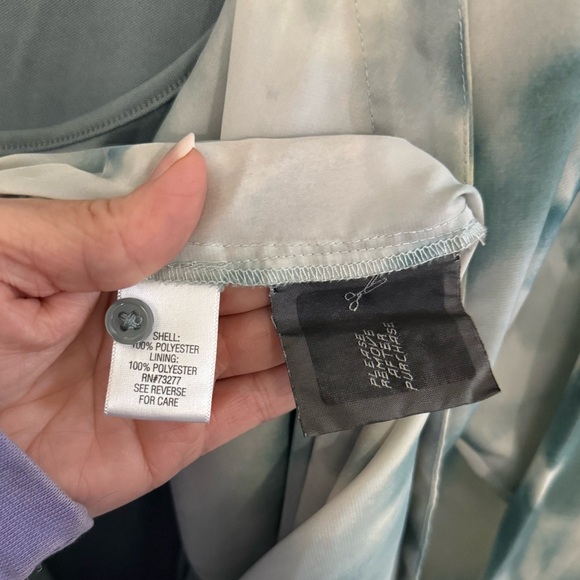 SHELL:
100% POLYESTER
LINING:
100% POLYESTER
RN#73277
SEE REVERSE
FOR CARE
PLEASE
REMOVE
AFTER
PURCHASE